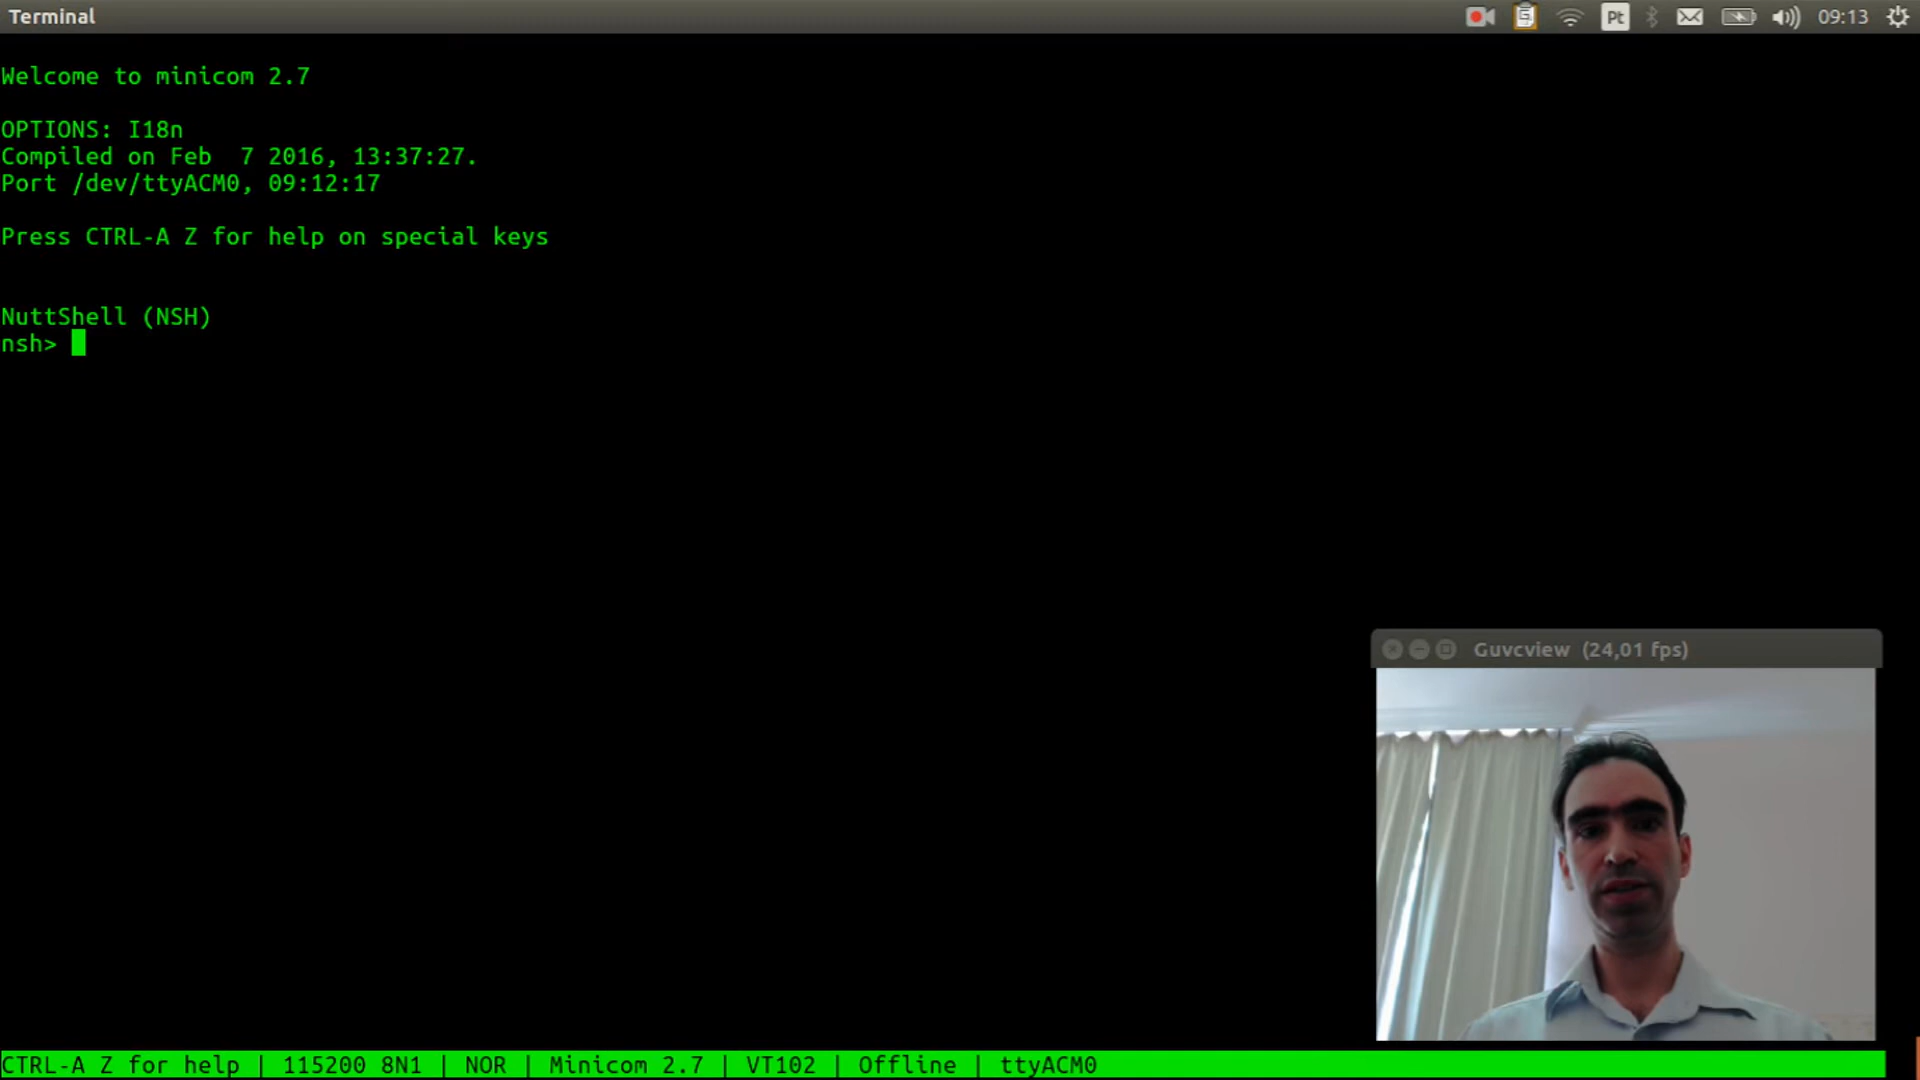 Terminal
Pt
09:13
Welcome to minicom 2.7
OPTIONS: I18n
Compiled on Feb  7 2016, 13:37:27.
Port /dev/ttyACM0, 09:12:17
Press CTRL-A Z for help on special keys
NuttShell (NSH)
nsh>
Guvcview (24,01 fps)
CTRL-A Z for help | 115200 8N1 | NOR | Minicom 2.7 | VT102 | Offline | ttyACM0